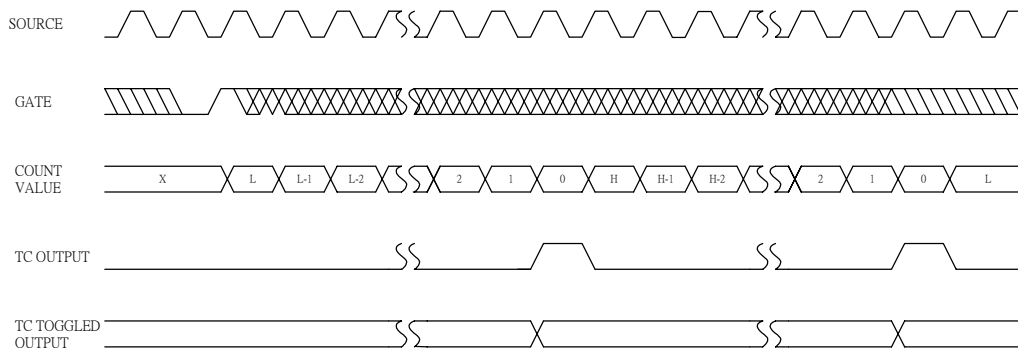 SOURCE
GATE
COUNT
VALUE
X L L-1 L-2 2 1 0 H H-1 H-2 2 1 0 L
TC OUTPUT
TC TOGGLED
OUTPUT